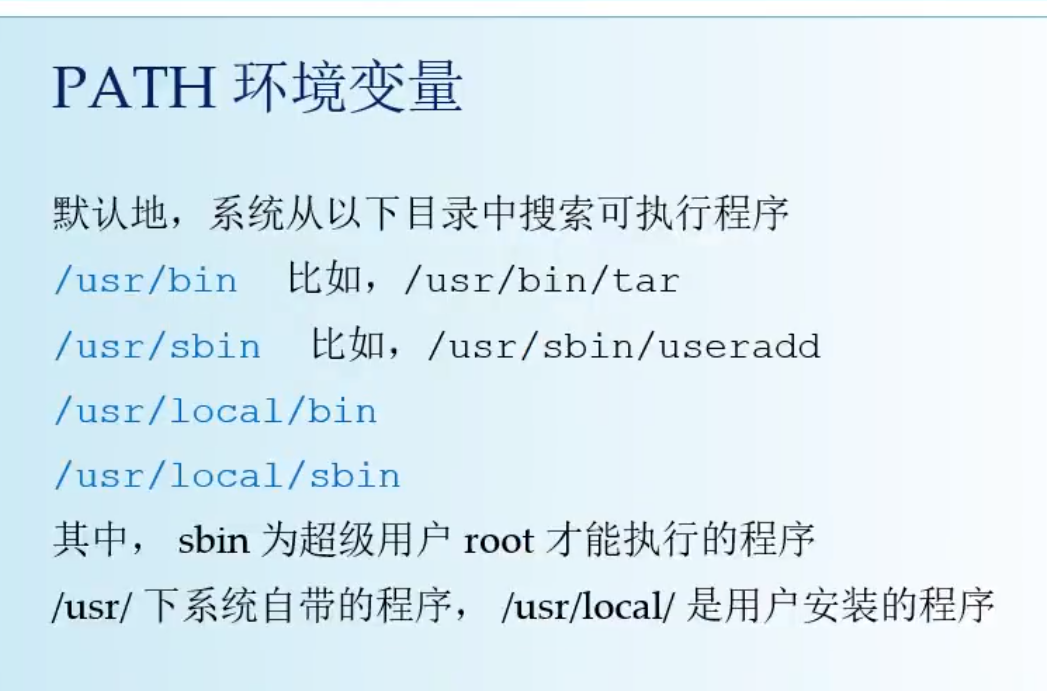 PATH 环境变量
默认地，系统从以下目录中搜索可执行程序
/usr/bin 比如，/usr/bin/tar
/usr/sbin 比如，/usr/sbin/useradd
/usr/local/bin
/usr/local/sbin
其中， sbin 为超级用户 root 才能执行的程序
/usr/ 下系统自带的程序， /usr/local/ 是用户安装的程序